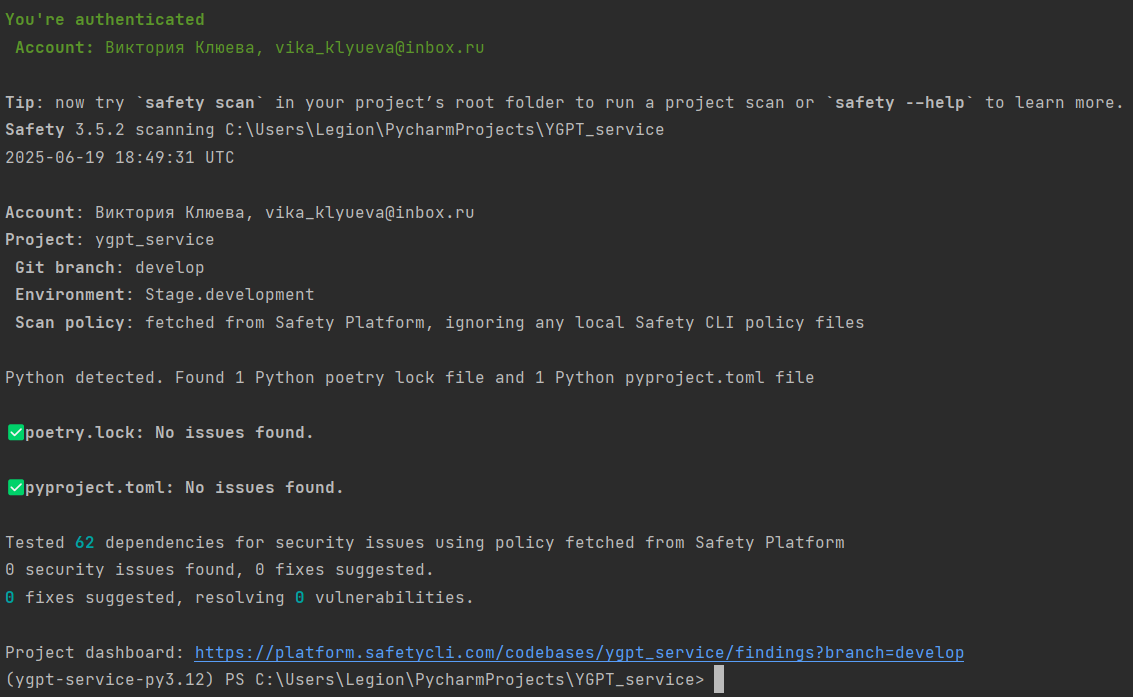 You're authenticated
Account: Виктория Клюева, vika_klyueva@inbox.ru
Tip: now try `safety scan` in your project’s root folder to run a project scan or `safety --help` to learn more.
Safety 3.5.2 scanning C:\Users\Legion\PycharmProjects\YGPT_service
2025-06-19 18:49:31 UTC
Account: Виктория Клюева, vika_klyueva@inbox.ru
Project: ygpt_service
Git branch: develop
Environment: Stage.development
Scan policy: fetched from Safety Platform, ignoring any local Safety CLI policy files
Python detected. Found 1 Python poetry lock file and 1 Python pyproject.toml file
✅poetry.lock: No issues found.
✅pyproject.toml: No issues found.
Tested 62 dependencies for security issues using policy fetched from Safety Platform
0 security issues found, 0 fixes suggested.
0 fixes suggested, resolving 0 vulnerabilities.
Project dashboard: https://platform.safetycli.com/codebases/ygpt_service/findings?branch=develop
(ygpt-service-py3.12) PS C:\Users\Legion\PycharmProjects\YGPT_service>